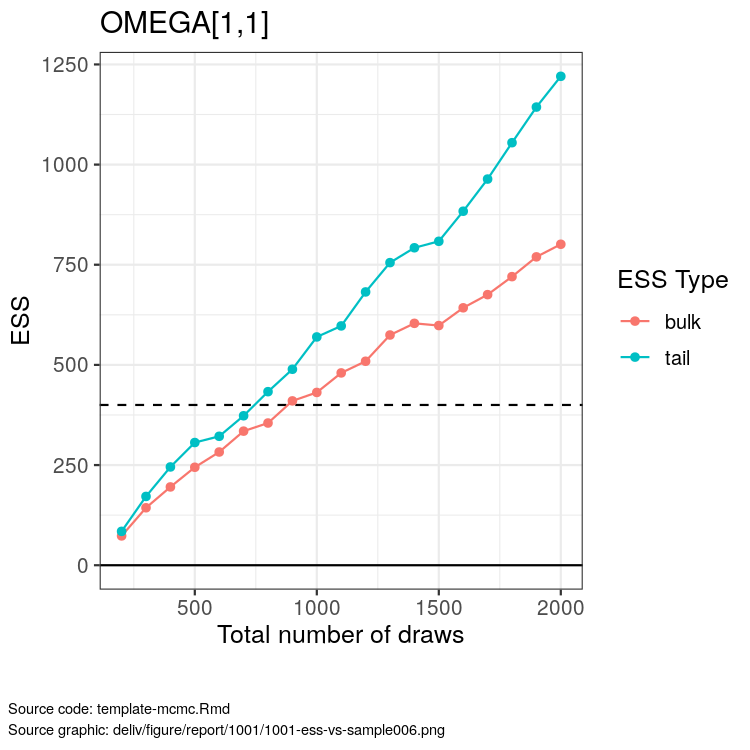 OMEGA[1,1]
1250
1000
750
500
250
0
ESS
500 1000 1500 2000
Total number of draws
ESS Type
bulk
tail
Source code: template-mcmc.Rmd
Source graphic: deliv/figure/report/1001/1001-ess-vs-sample006.png